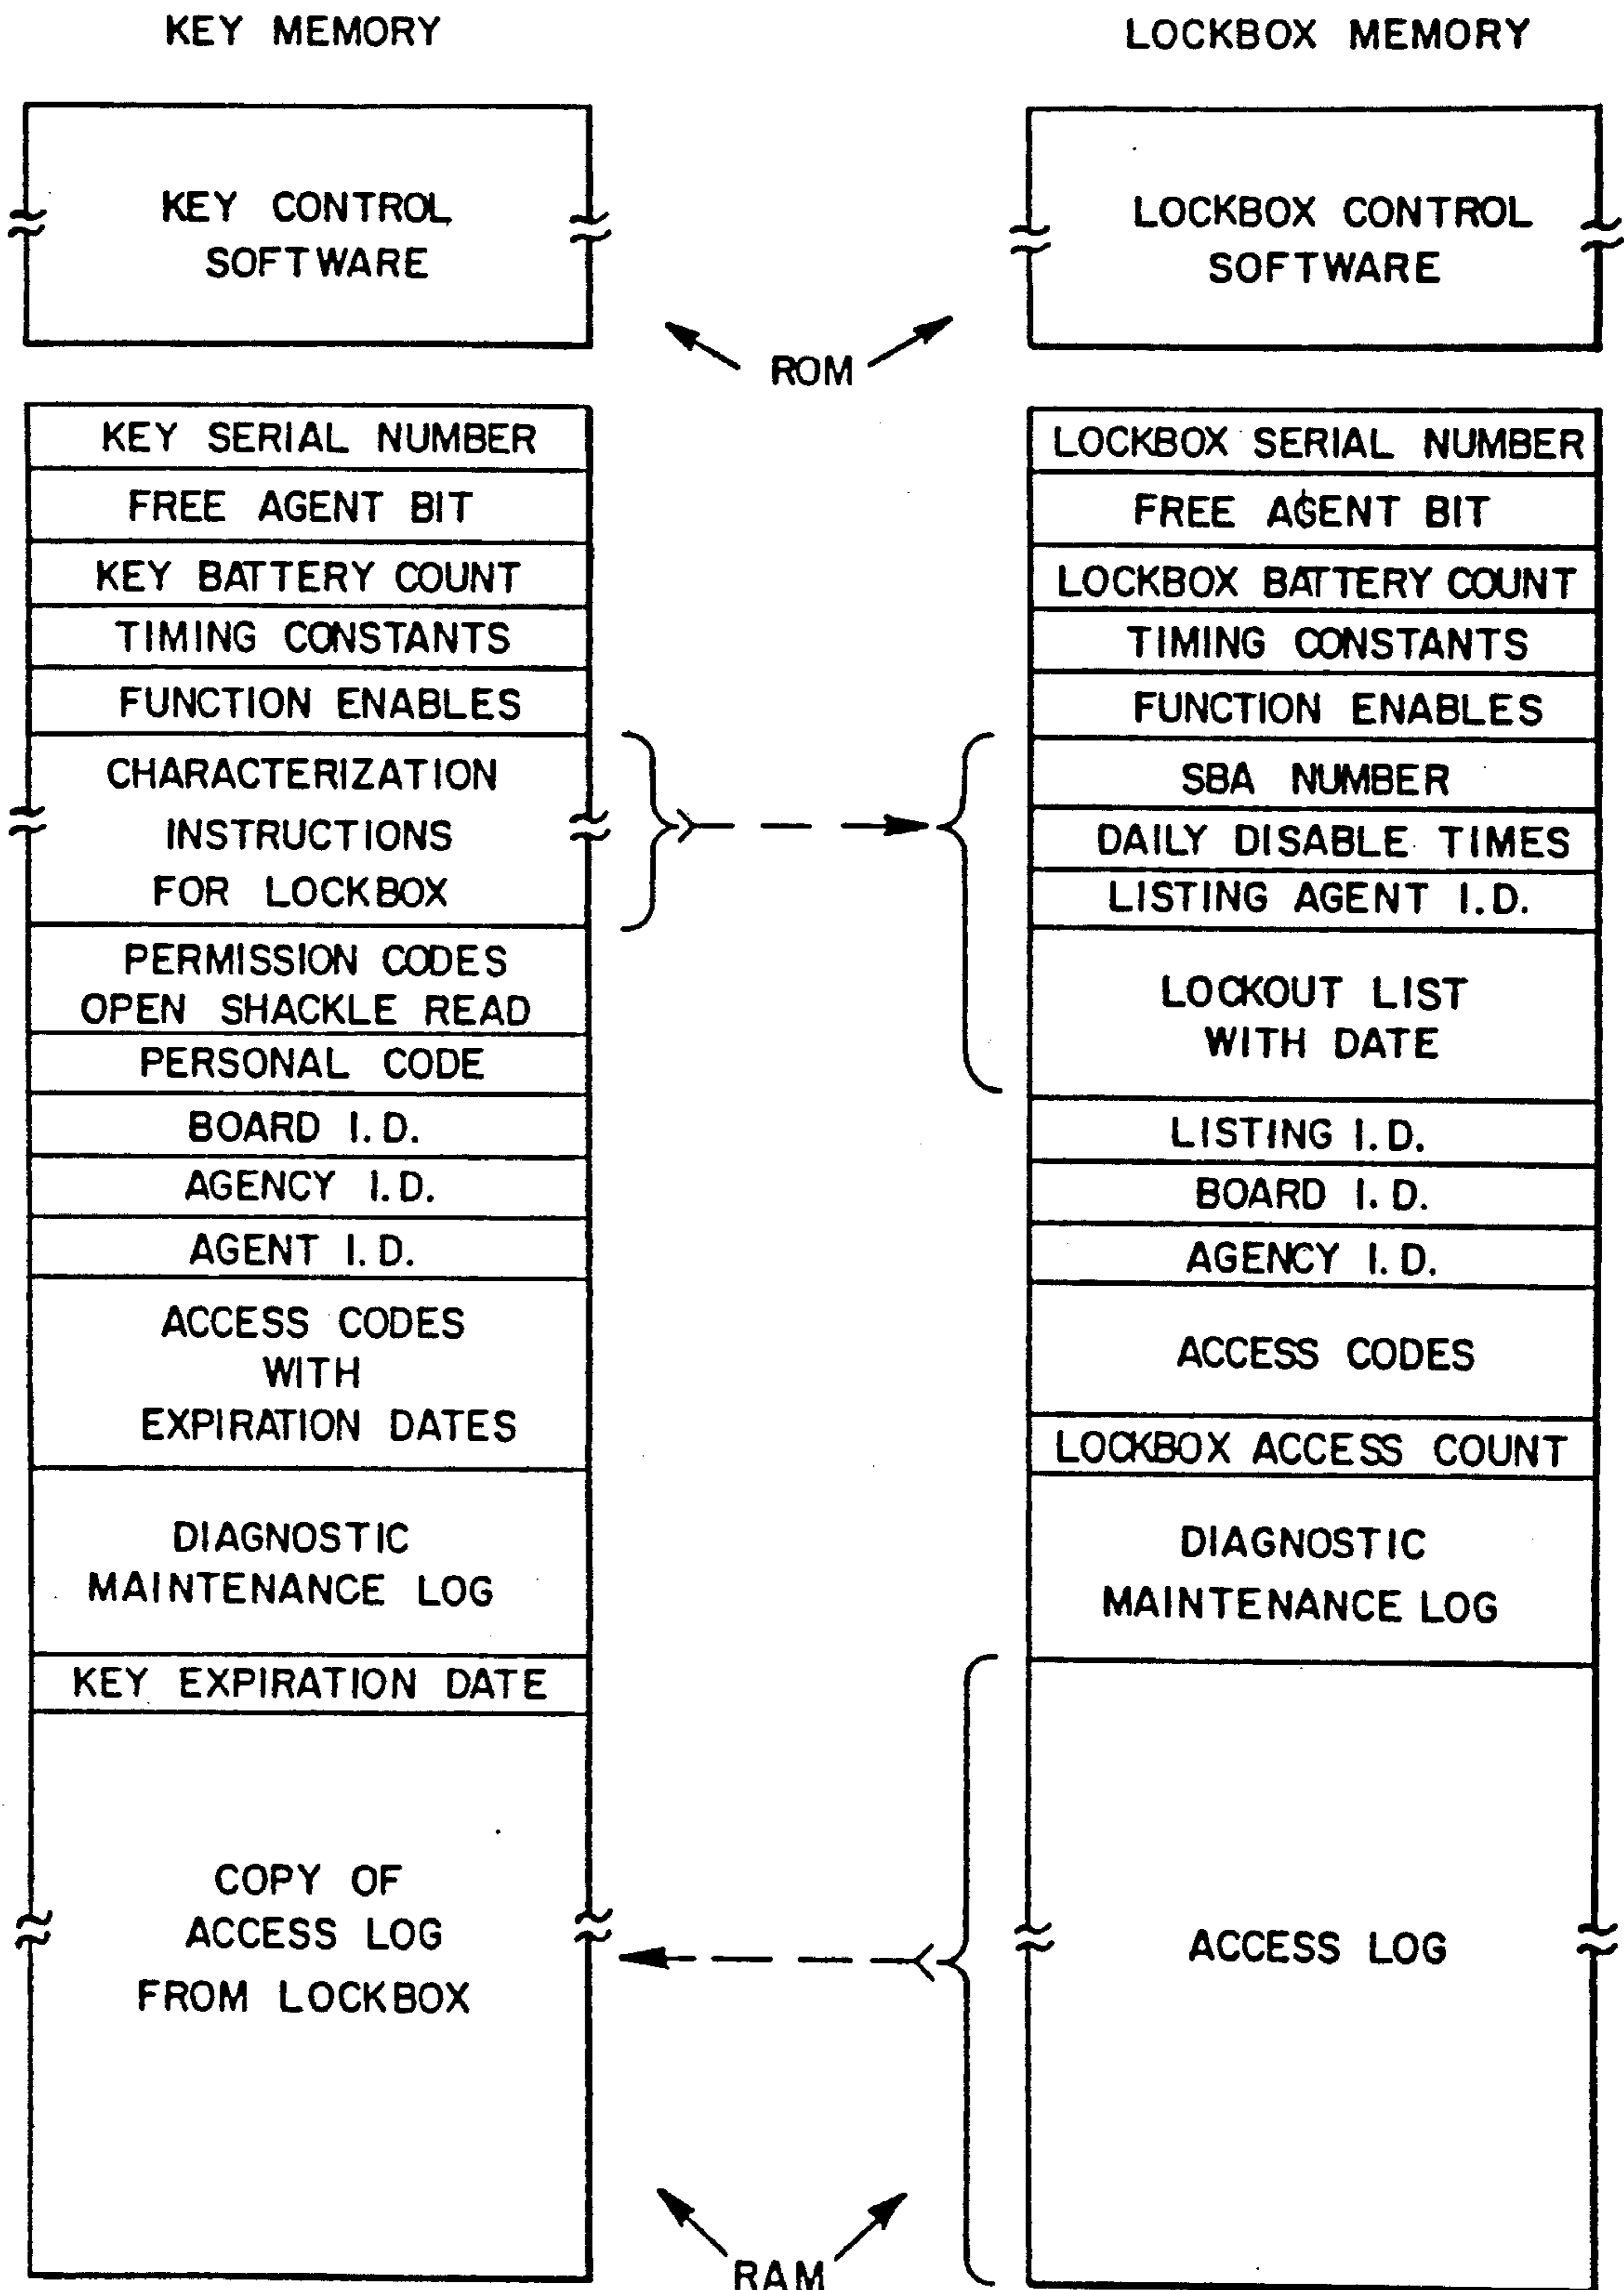 KEY MEMORY
KEY CONTROL
SOFTWARE
KEY SERIAL NUMBER
FREE AGENT BIT
KEY BATTERY COUNT
TIMING CONSTANTS
FUNCTION ENABLES
CHARACTERIZATION
INSTRUCTIONS
FOR LOCKBOX
PERMISSION CODES
OPEN SHACKLE READ
PERSONAL CODE
BOARD I.D.
AGENCY I.D.
AGENT I.D.
ACCESS CODES
WITH
EXPIRATION DATES
DIAGNOSTIC
MAINTENANCE LOG
KEY EXPIRATION DATE
COPY OF
ACCESS LOG
FROM LOCKBOX
ROM
RAM
LOCKBOX MEMORY
LOCKBOX CONTROL
SOFTWARE
LOCKBOX SERIAL NUMBER
FREE AGENT BIT
LOCKBOX BATTERY COUNT
TIMING CONSTANTS
FUNCTION ENABLES
SBA NUMBER
DAILY DISABLE TIMES
LISTING AGENT I.D.
LOCKOUT LIST
WITH DATE
LISTING I.D.
BOARD I.D.
AGENCY I.D.
ACCESS CODES
LOCKBOX ACCESS COUNT
DIAGNOSTIC
MAINTENANCE LOG
ACCESS LOG